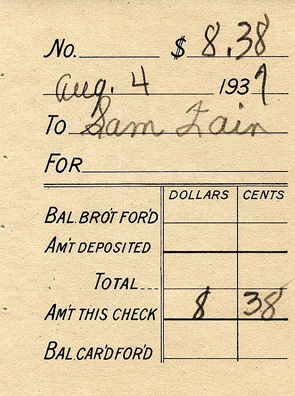 No. $ 8.38
Aug. 4 1937
To Sam Fain
FOR
DOLLARS CENTS
BAL. BRO'T FOR'D
AM'T DEPOSITED
TOTAL...
AM'T THIS CHECK 8 38
BAL. CAR'D FOR'D